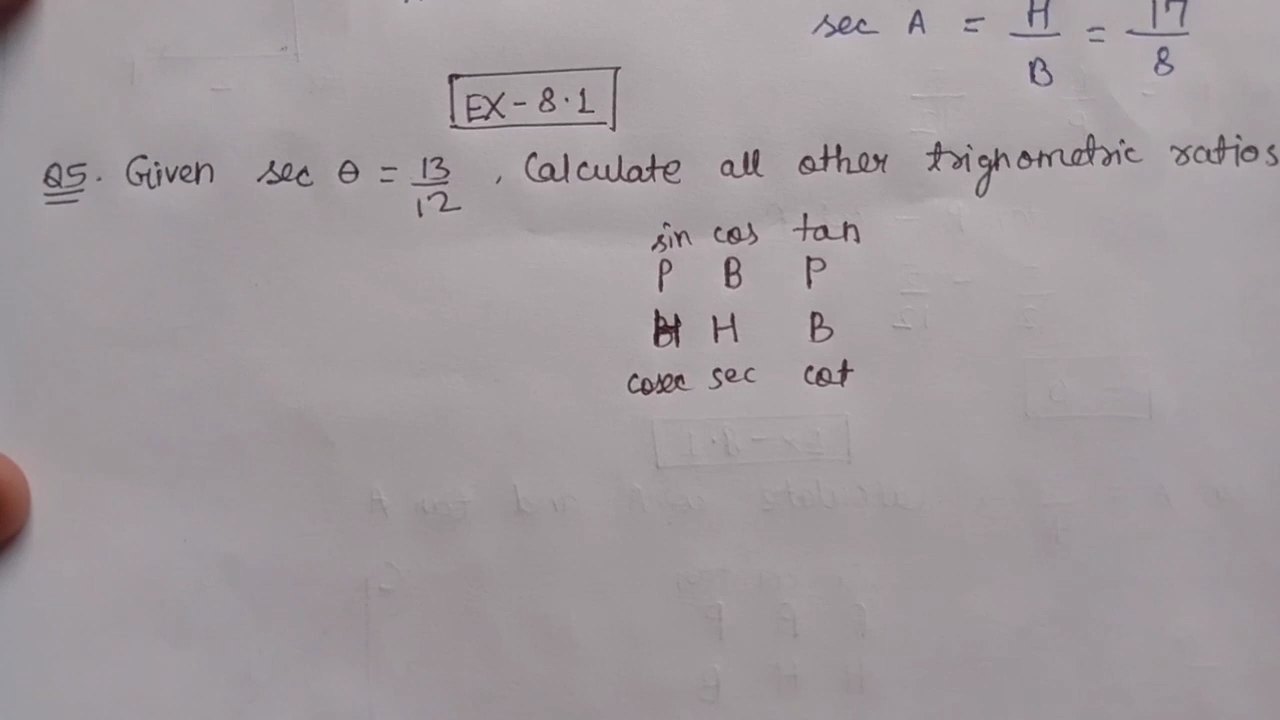 sec A = H/B = 17/8
EX - 8.1
Q5. Given sec θ = 13/12, Calculate all other trignometric ratios
sin cos tan
P B P
H H B
cosec sec cot